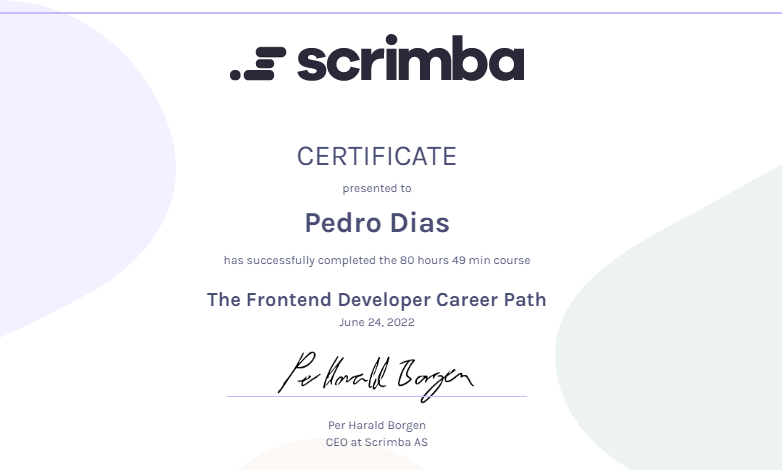 scrimba
CERTIFICATE
presented to
Pedro Dias
has successfully completed the 80 hours 49 min course
The Frontend Developer Career Path
June 24, 2022
Per Harald Borgen
Per Harald Borgen
CEO at Scrimba AS